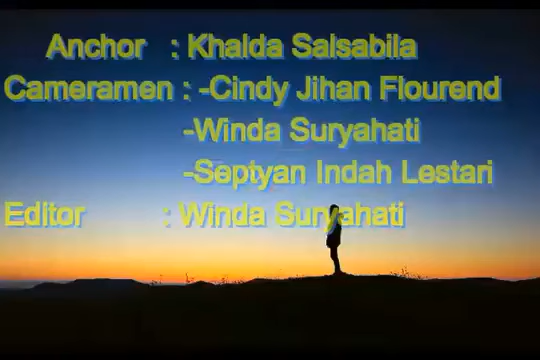 Anchor : Khalda Salsabila
Cameramen : -Cindy Jihan Flourend
-Winda Suryahati
-Septyan Indah Lestari
Editor : Winda Suryahati